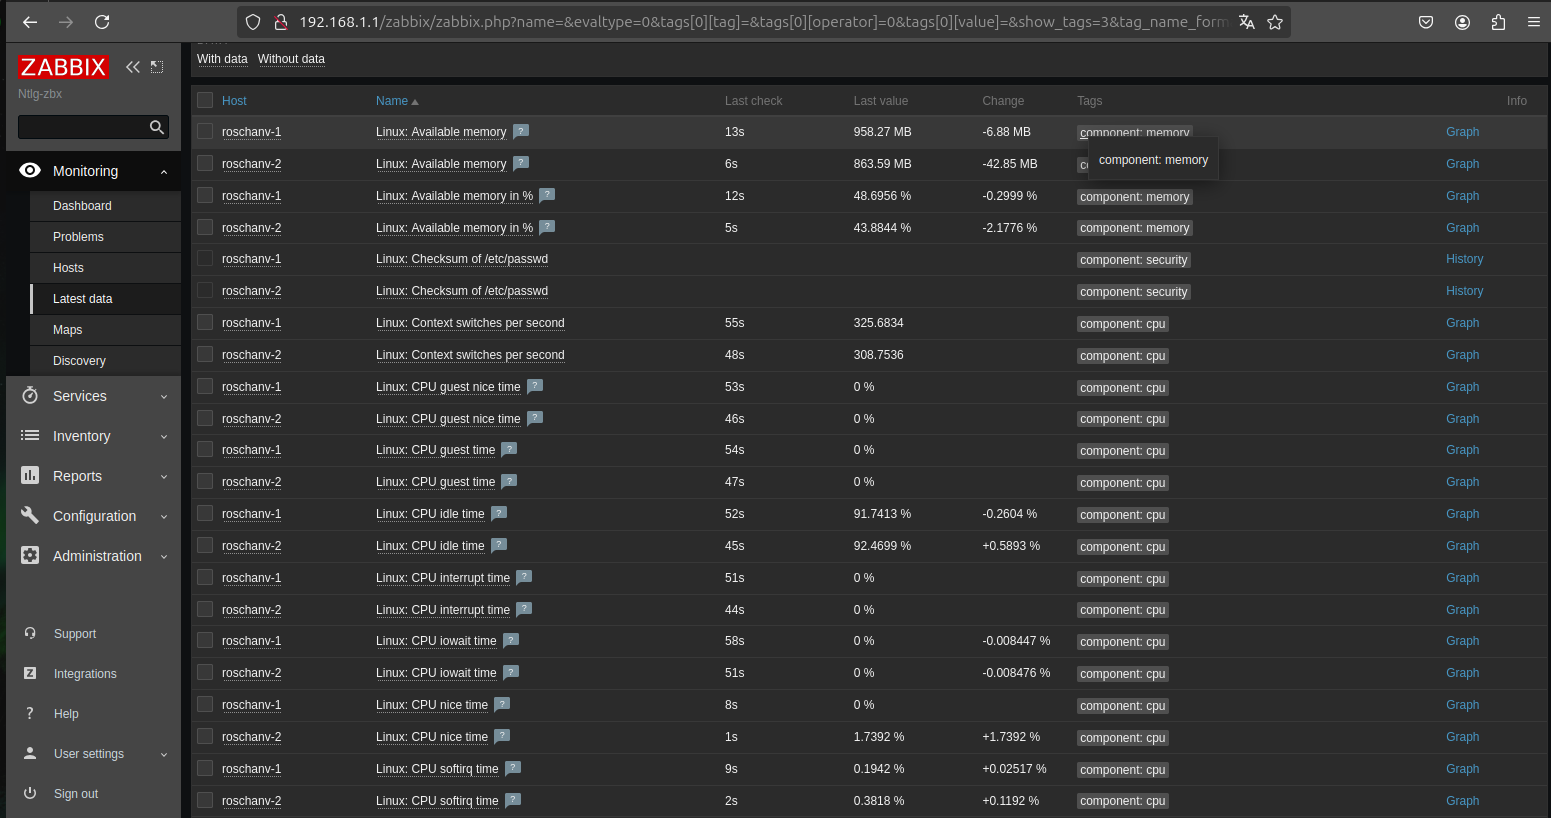 192.168.1.1/zabbix/zabbix.php?name=&evaltype=0&tags[0][tag]=&tags[0][operator]=0&tags[0][value]=&show_tags=3&tag_name_form
ZABBIX
Ntlg-zbx
Monitoring
Dashboard
Problems
Hosts
Latest data
Maps
Discovery
Services
Inventory
Reports
Configuration
Administration
Support
Integrations
Help
User settings
Sign out
With data Without data
Host Name Last check Last value Change Tags Info
roschanv-1 Linux: Available memory ? 13s 958.27 MB -6.88 MB component: memory Graph
roschanv-2 Linux: Available memory ? 6s 863.59 MB -42.85 MB Graph
component: memory
roschanv-1 Linux: Available memory in % ? 12s 48.6956 % -0.2999 % component: memory Graph
roschanv-2 Linux: Available memory in % ? 5s 43.8844 % -2.1776 % component: memory Graph
roschanv-1 Linux: Checksum of /etc/passwd component: security History
roschanv-2 Linux: Checksum of /etc/passwd component: security History
roschanv-1 Linux: Context switches per second 55s 325.6834 component: cpu Graph
roschanv-2 Linux: Context switches per second 48s 308.7536 component: cpu Graph
roschanv-1 Linux: CPU guest nice time ? 53s 0 % component: cpu Graph
roschanv-2 Linux: CPU guest nice time ? 46s 0 % component: cpu Graph
roschanv-1 Linux: CPU guest time ? 54s 0 % component: cpu Graph
roschanv-2 Linux: CPU guest time ? 47s 0 % component: cpu Graph
roschanv-1 Linux: CPU idle time ? 52s 91.7413 % -0.2604 % component: cpu Graph
roschanv-2 Linux: CPU idle time ? 45s 92.4699 % +0.5893 % component: cpu Graph
roschanv-1 Linux: CPU interrupt time ? 51s 0 % component: cpu Graph
roschanv-2 Linux: CPU interrupt time ? 44s 0 % component: cpu Graph
roschanv-1 Linux: CPU iowait time ? 58s 0 % -0.008447 % component: cpu Graph
roschanv-2 Linux: CPU iowait time ? 51s 0 % -0.008476 % component: cpu Graph
roschanv-1 Linux: CPU nice time ? 8s 0 % component: cpu Graph
roschanv-2 Linux: CPU nice time ? 1s 1.7392 % +1.7392 % component: cpu Graph
roschanv-1 Linux: CPU softirq time ? 9s 0.1942 % +0.02517 % component: cpu Graph
roschanv-2 Linux: CPU softirq time ? 2s 0.3818 % +0.1192 % component: cpu Graph